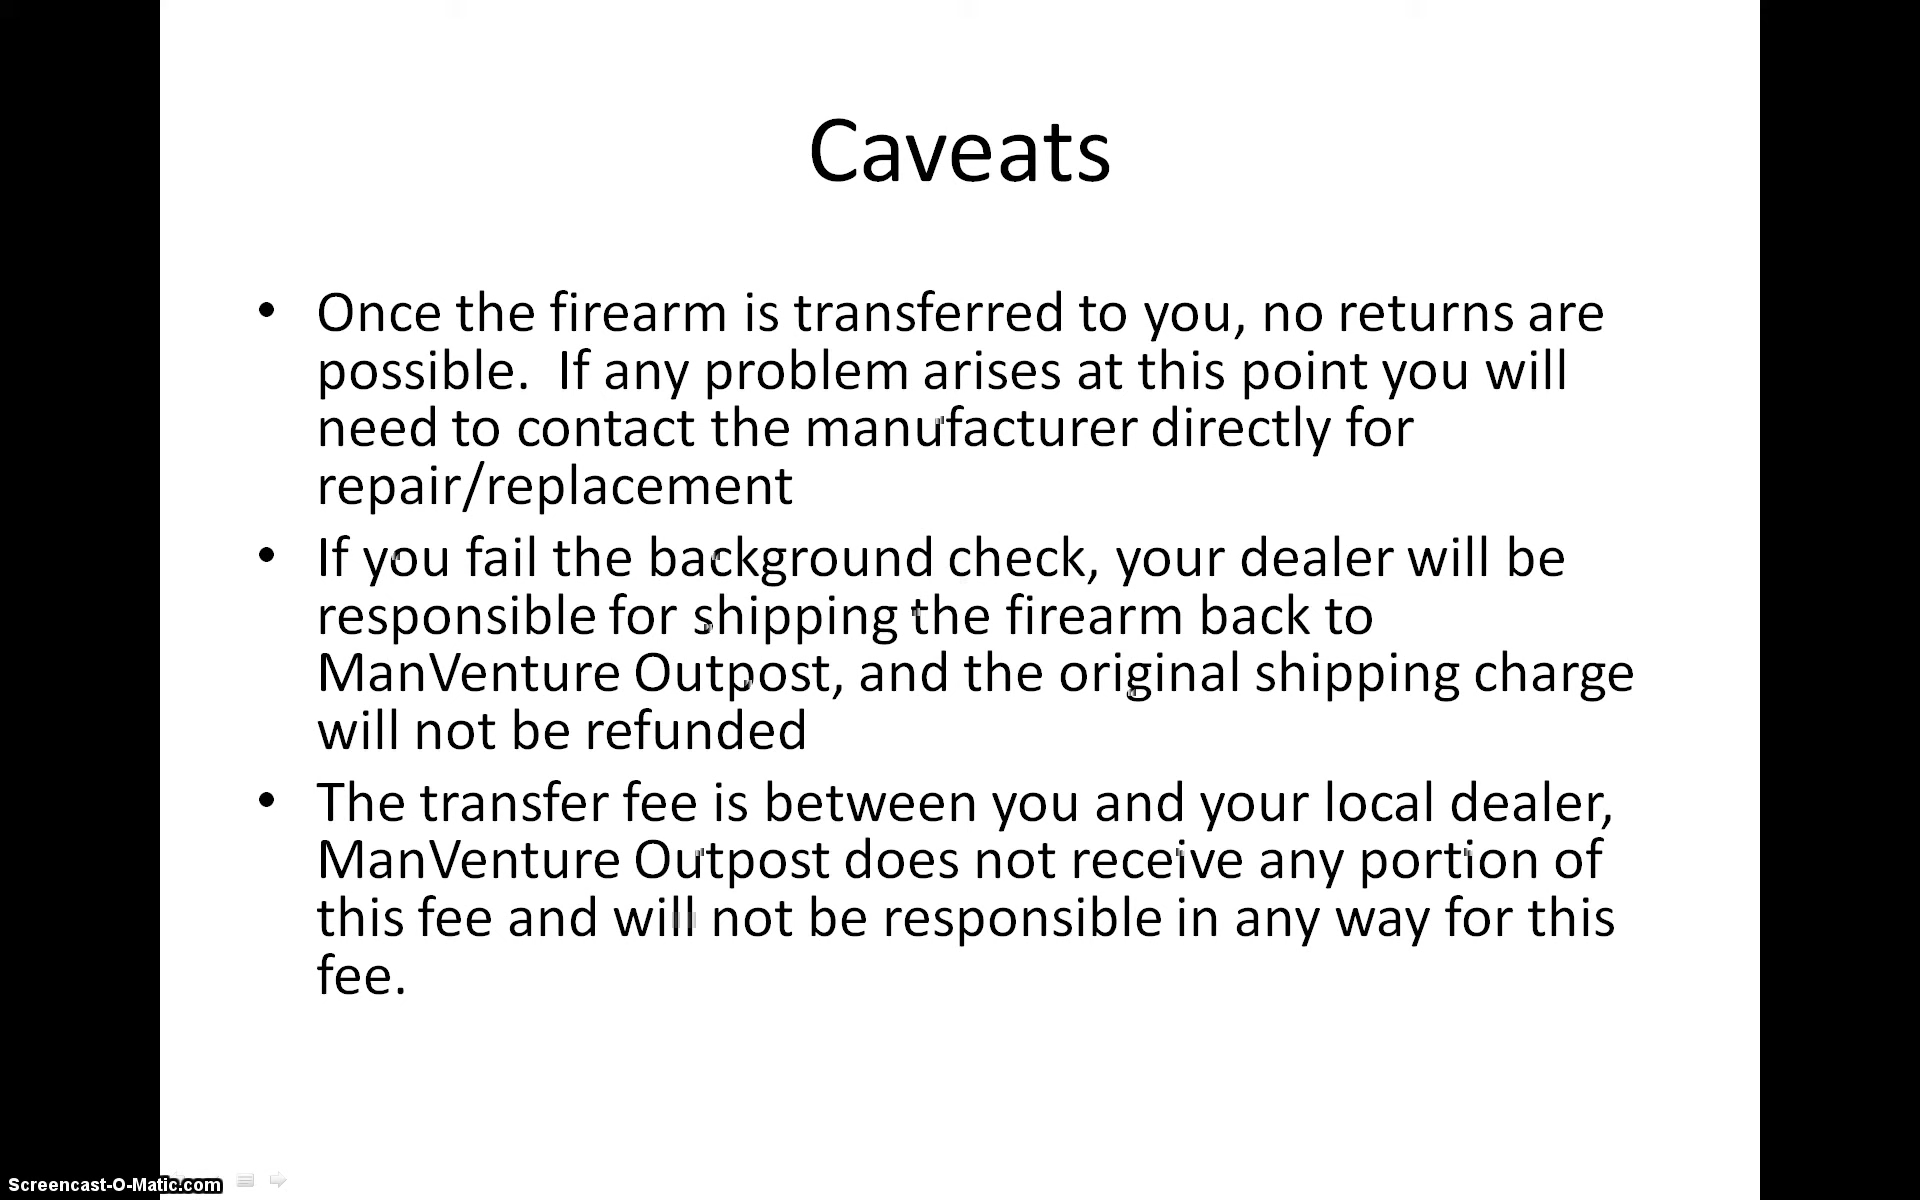 Caveats
• Once the firearm is transferred to you, no returns are
possible.  If any problem arises at this point you will
need to contact the manufacturer directly for
repair/replacement
• If you fail the background check, your dealer will be
responsible for shipping the firearm back to
ManVenture Outpost, and the original shipping charge
will not be refunded
• The transfer fee is between you and your local dealer,
ManVenture Outpost does not receive any portion of
this fee and will not be responsible in any way for this
fee.
Screencast-O-Matic.com